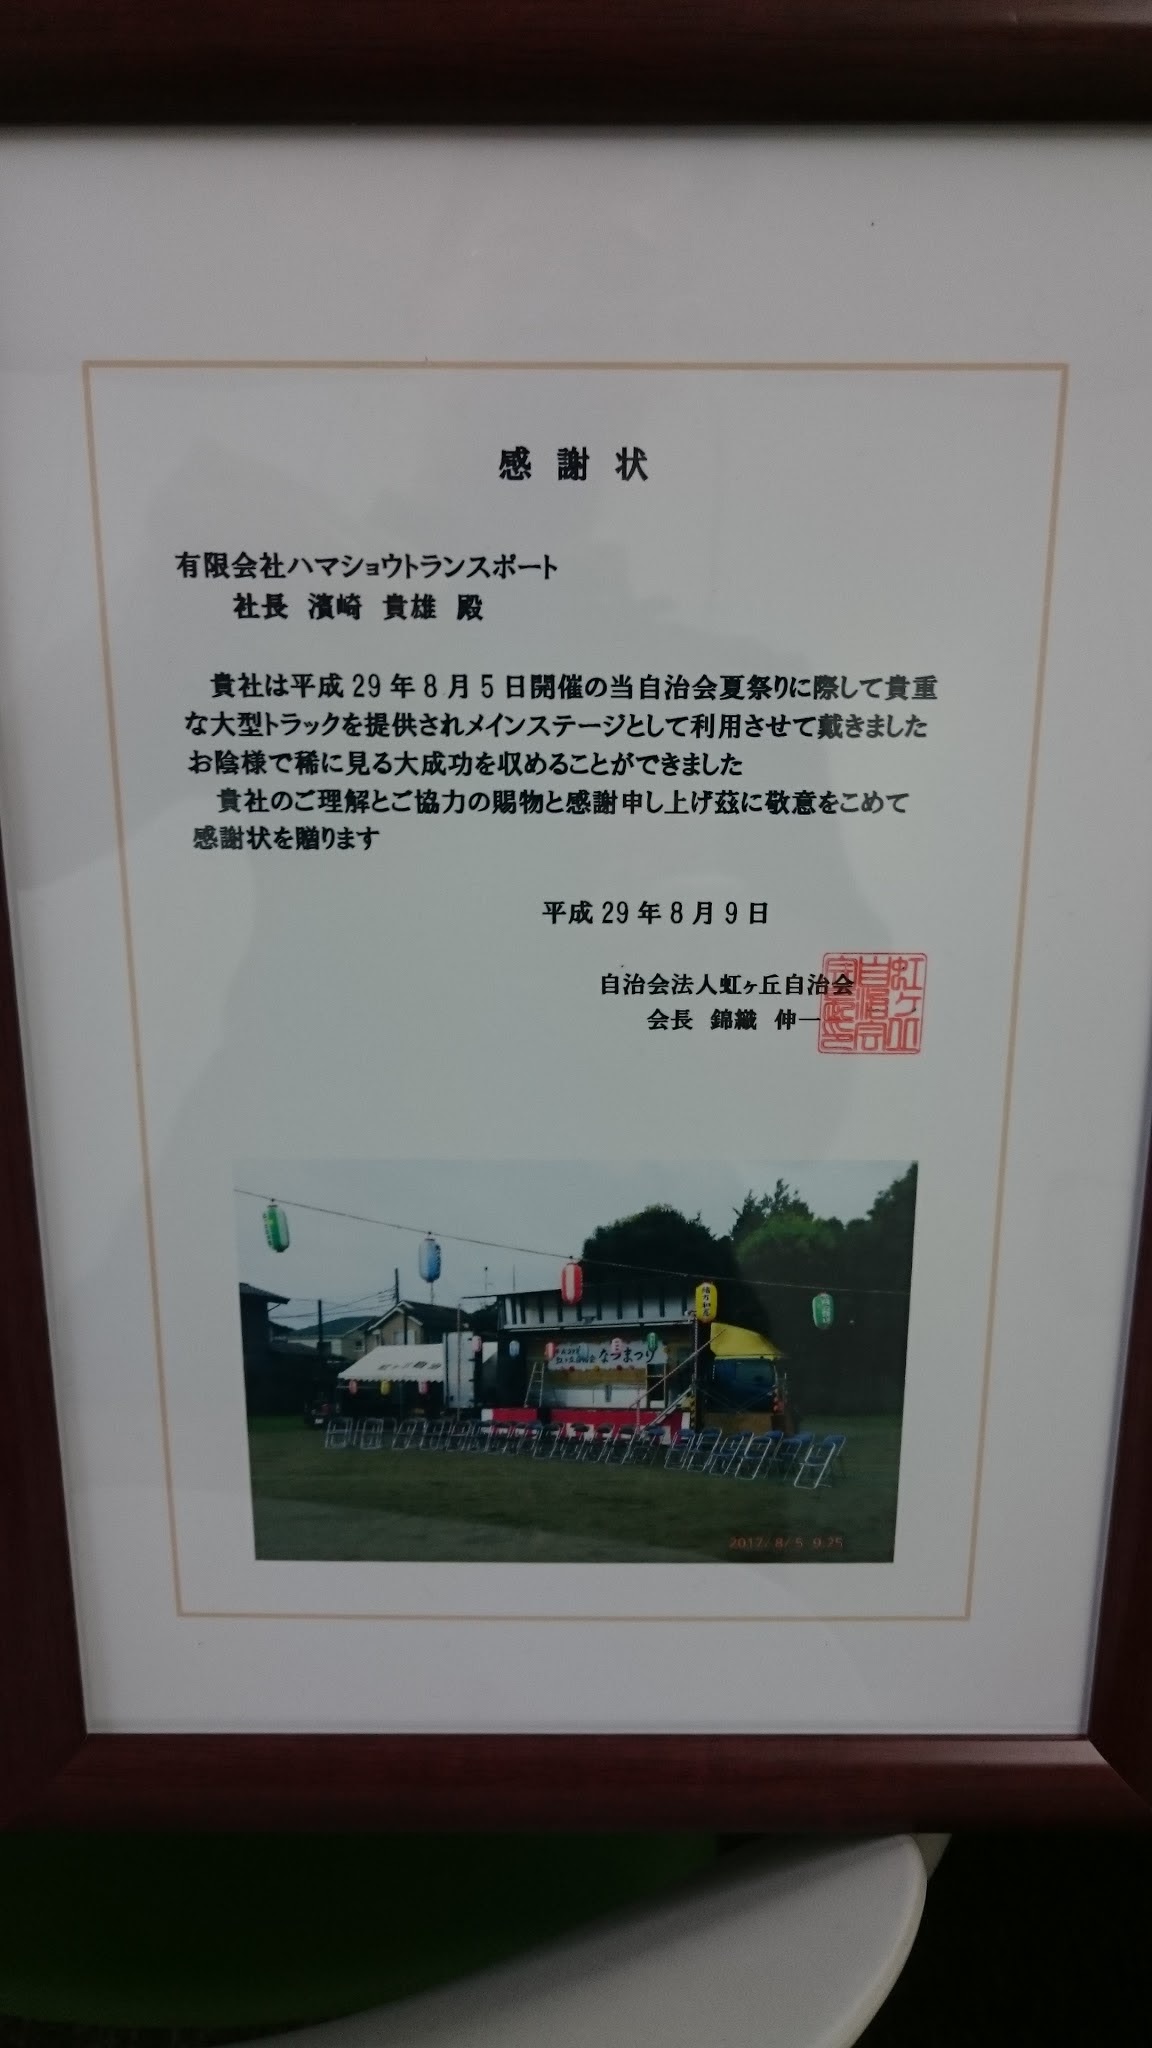 感謝状
有限会社ハマショウトランスポート
社長 濱崎 貴雄 殿
貴社は平成29年8月5日開催の当自治会夏祭りに際して貴重
な大型トラックを提供されメインステージとして利用させて戴きました
お陰様で稀に見る大成功を収めることができました
貴社のご理解とご協力の賜物と感謝申し上げ茲に敬意をこめて
感謝状を贈ります
平成29年8月9日
自治会法人虹ヶ丘自治会
会長 錦織 伸一
虹ヶ丘
自治会
なつまつり
2017/ 8/ 5 9:25